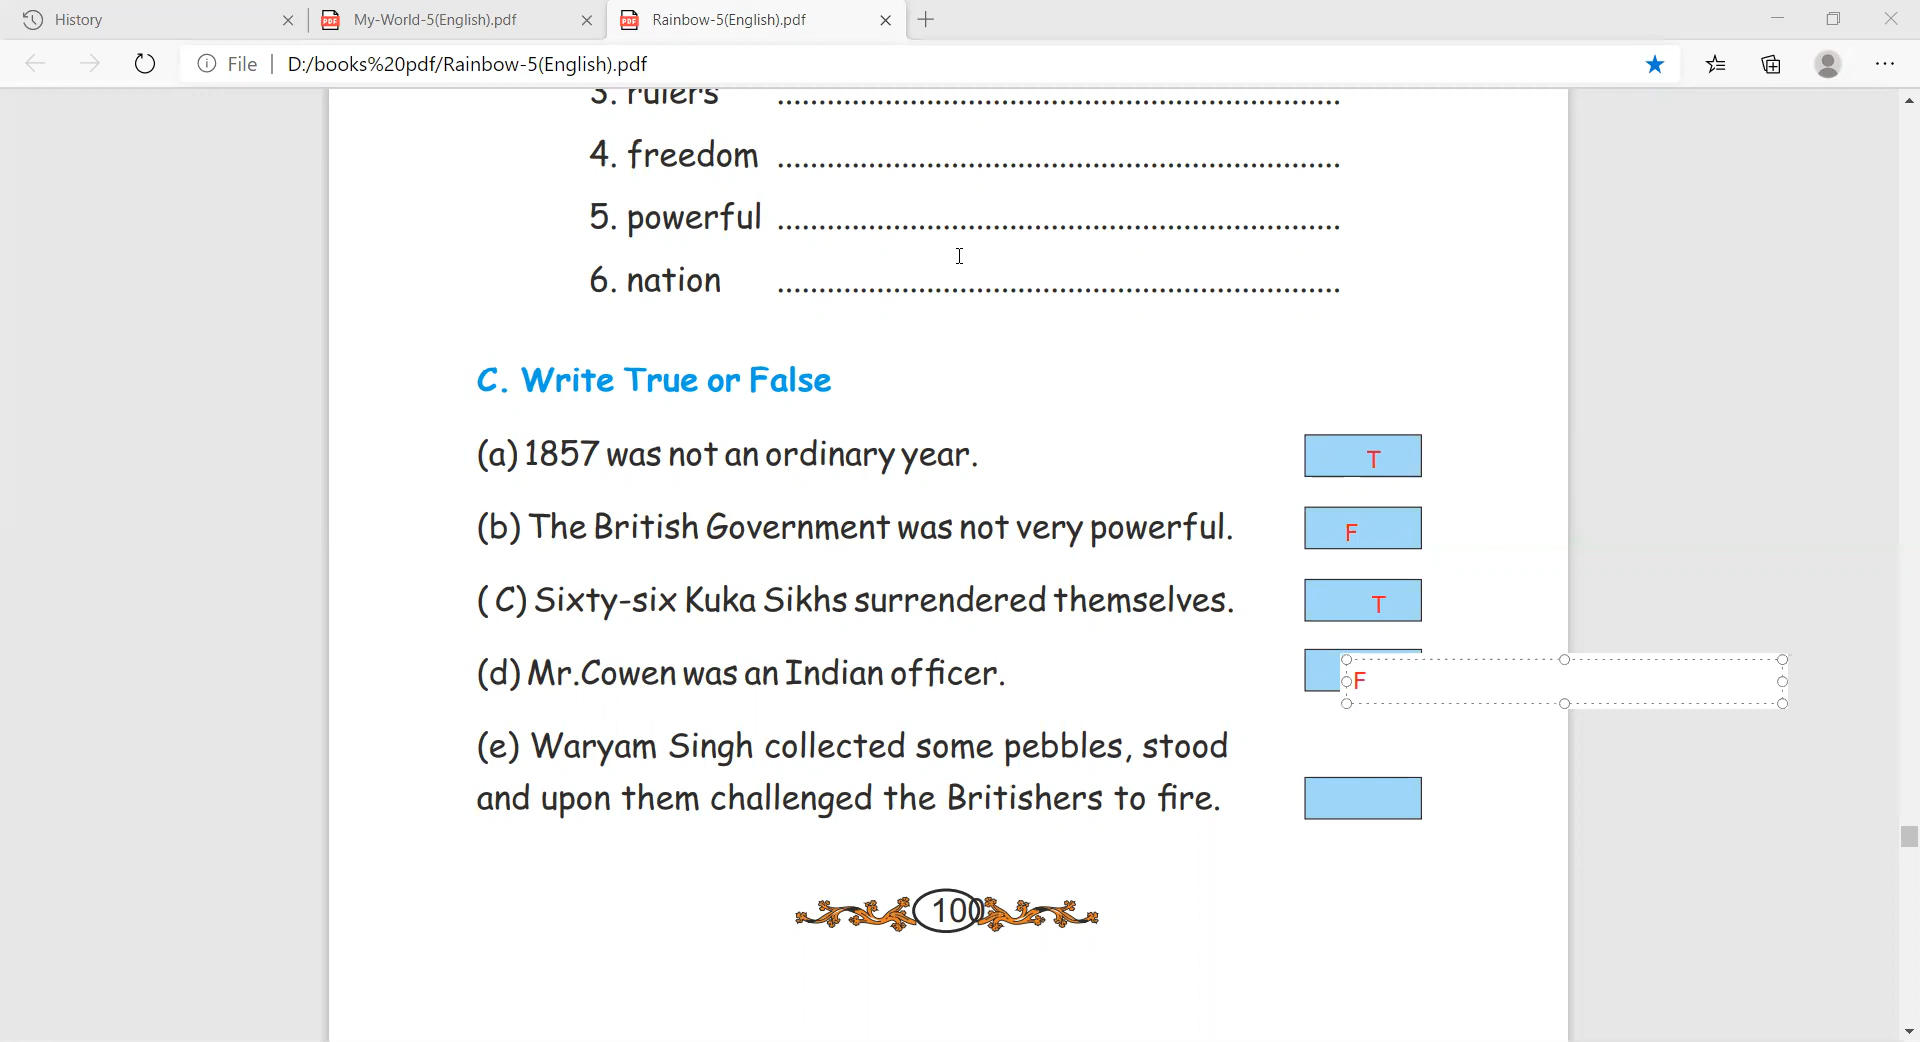 History
My-World-5(English).pdf
Rainbow-5(English).pdf
File
D:/books%20pdf/Rainbow-5(English).pdf
3. rulers ....................................................................
4. freedom ....................................................................
5. powerful ....................................................................
6. nation ....................................................................
C. Write True or False
(a) 1857 was not an ordinary year. T
(b) The British Government was not very powerful. F
( C) Sixty-six Kuka Sikhs surrendered themselves. T
(d) Mr.Cowen was an Indian officer. F
(e) Waryam Singh collected some pebbles, stood
and upon them challenged the Britishers to fire.
100